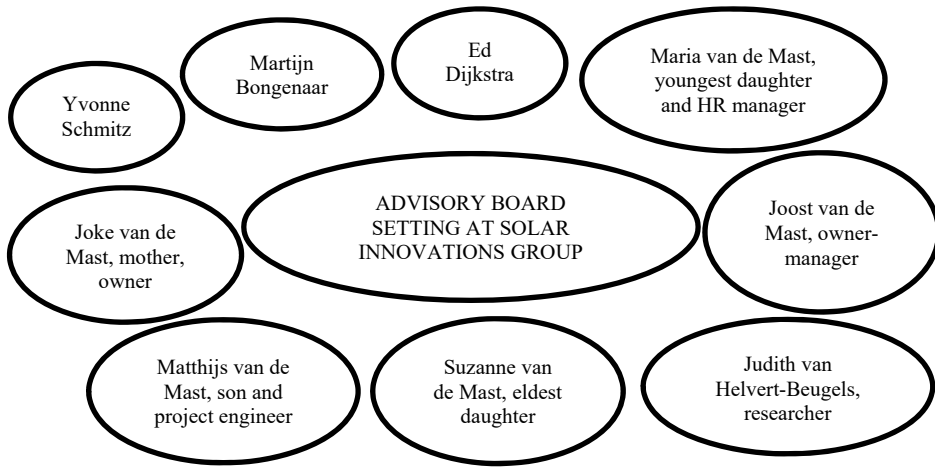 Yvonne
Schmitz
Martijn
Bongenaar
Ed
Dijkstra
Maria van de Mast,
youngest daughter
and HR manager
Joke van de
Mast, mother,
owner
ADVISORY BOARD
SETTING AT SOLAR
INNOVATIONS GROUP
Joost van de
Mast, owner-
manager
Matthijs van de
Mast, son and
project engineer
Suzanne van
de Mast, eldest
daughter
Judith van
Helvert-Beugels,
researcher